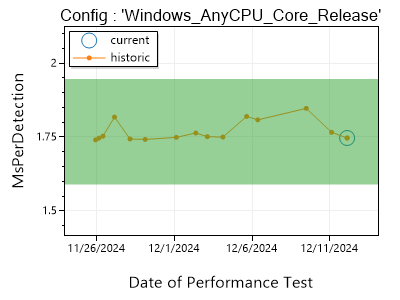 Config : 'Windows_AnyCPU_Core_Release'
current
historic
2
1.75
1.5
MsPerDetection
11/26/2024
12/1/2024
12/6/2024
12/11/2024
Date of Performance Test